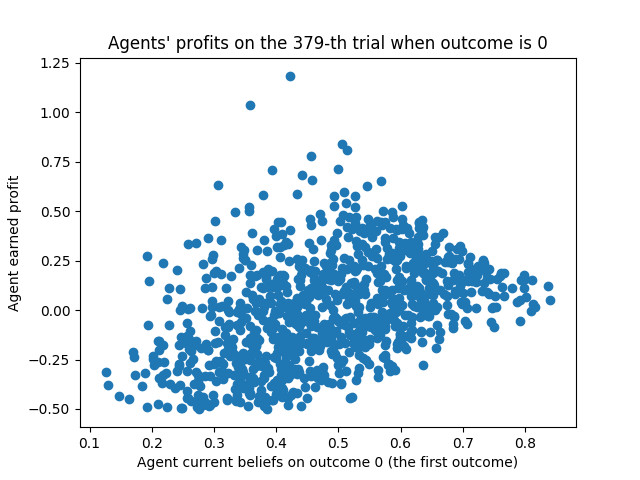 Agents' profits on the 379-th trial when outcome is 0
1.25
1.00
0.75
0.50
0.25
0.00
−0.25
−0.50
Agent earned profit
0.1 0.2 0.3 0.4 0.5 0.6 0.7 0.8
Agent current beliefs on outcome 0 (the first outcome)